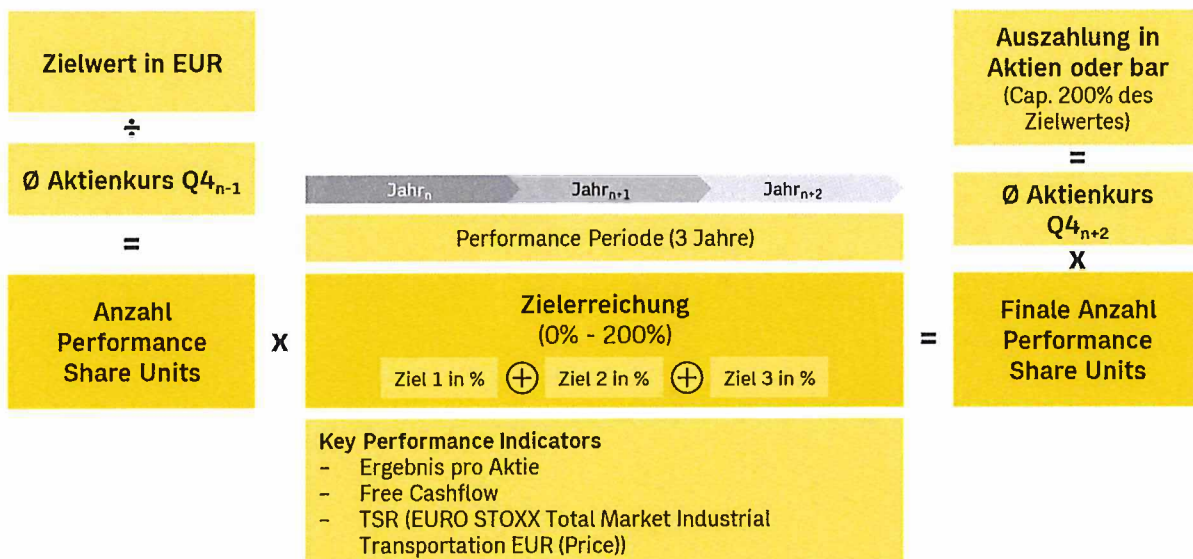 Zielwert in EUR
÷
Ø Aktienkurs Q4n-1
=
Anzahl
Performance
Share Units
X
Jahrn
Jahrn+1
Jahrn+2
Performance Periode (3 Jahre)
Zielerreichung
(0% - 200%)
Ziel 1 in % + Ziel 2 in % + Ziel 3 in %
Key Performance Indicators
- Ergebnis pro Aktie
- Free Cashflow
- TSR (EURO STOXX Total Market Industrial
Transportation EUR (Price))
=
Auszahlung in
Aktien oder bar
(Cap. 200% des
Zielwertes)
=
Ø Aktienkurs
Q4n+2
X
Finale Anzahl
Performance
Share Units